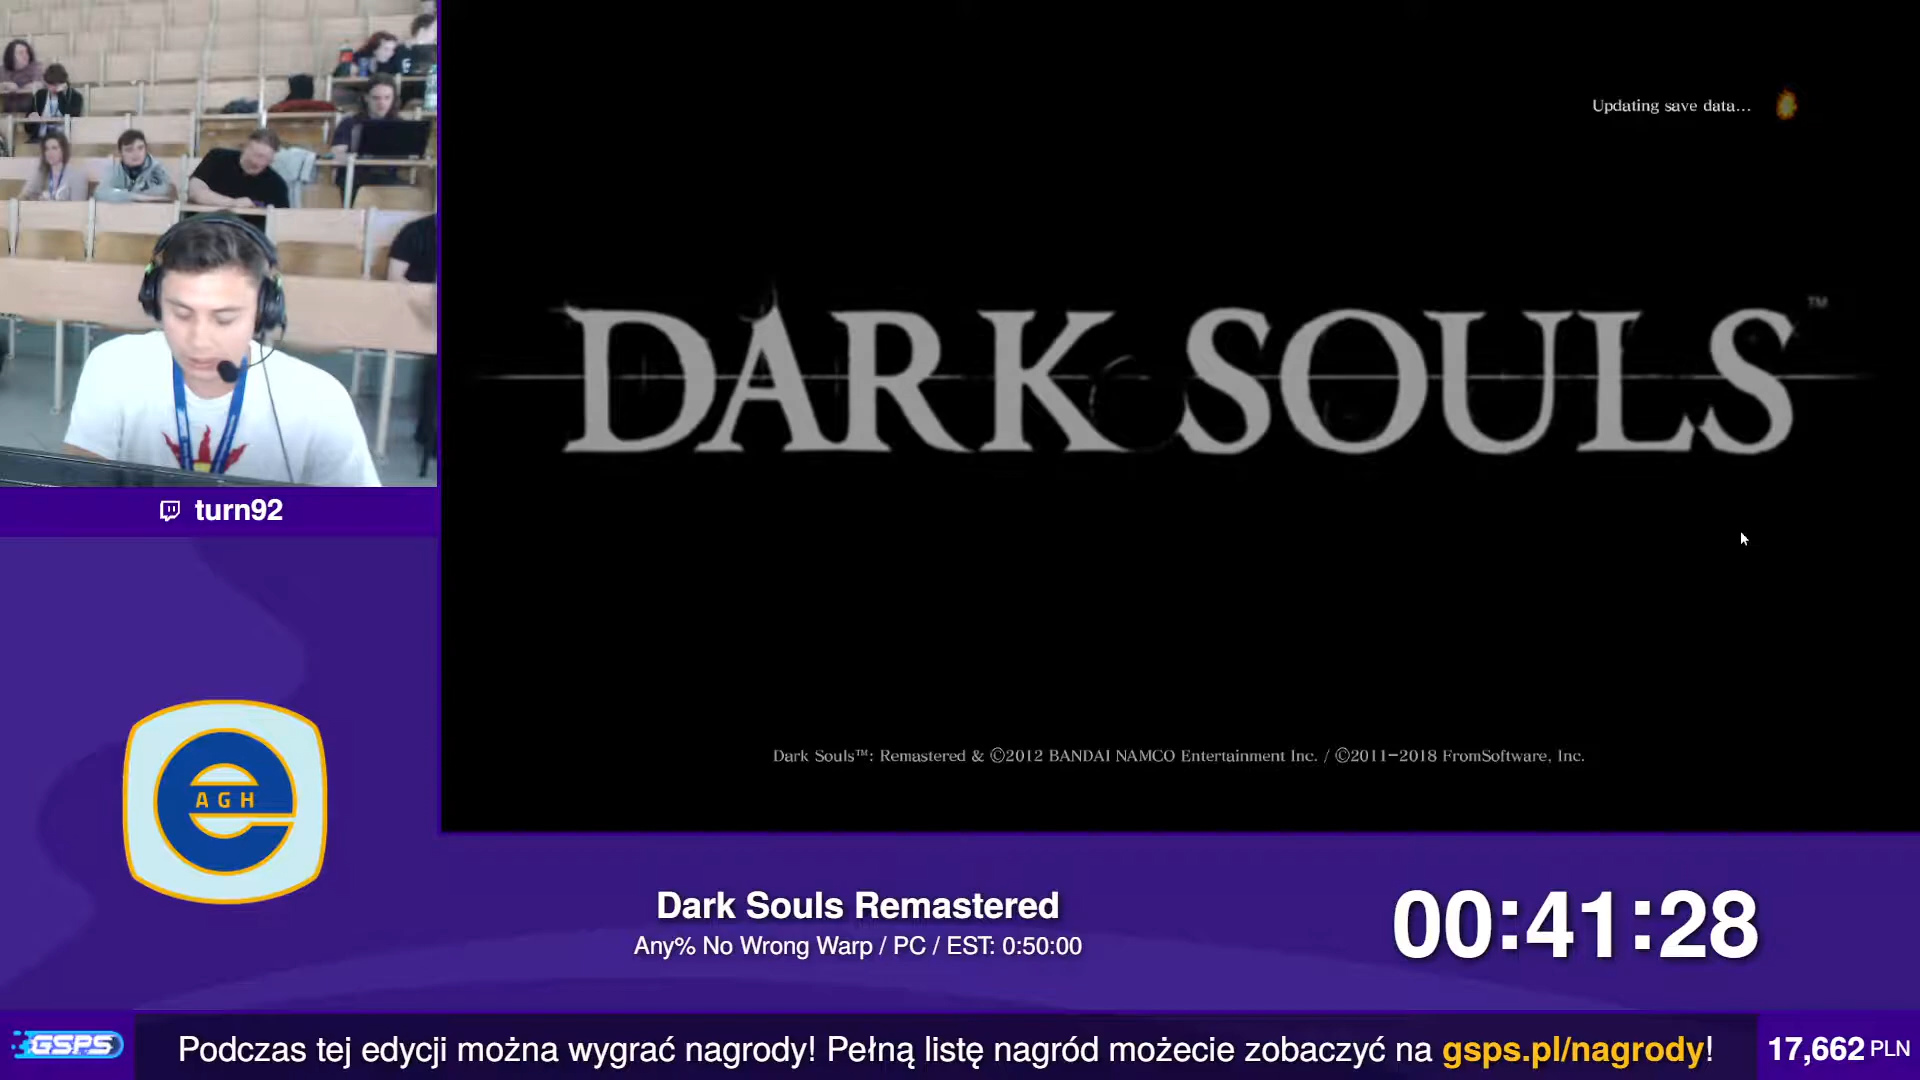 Updating save data...
DARK SOULS™
Dark Souls™: Remastered & ©2012 BANDAI NAMCO Entertainment Inc. / ©2011-2018 FromSoftware, Inc.
turn92
AGH
Dark Souls Remastered
Any% No Wrong Warp / PC / EST: 0:50:00
00:41:28
GSPS
Podczas tej edycji można wygrać nagrody! Pełną listę nagród możecie zobaczyć na gsps.pl/nagrody!
17,662 PLN